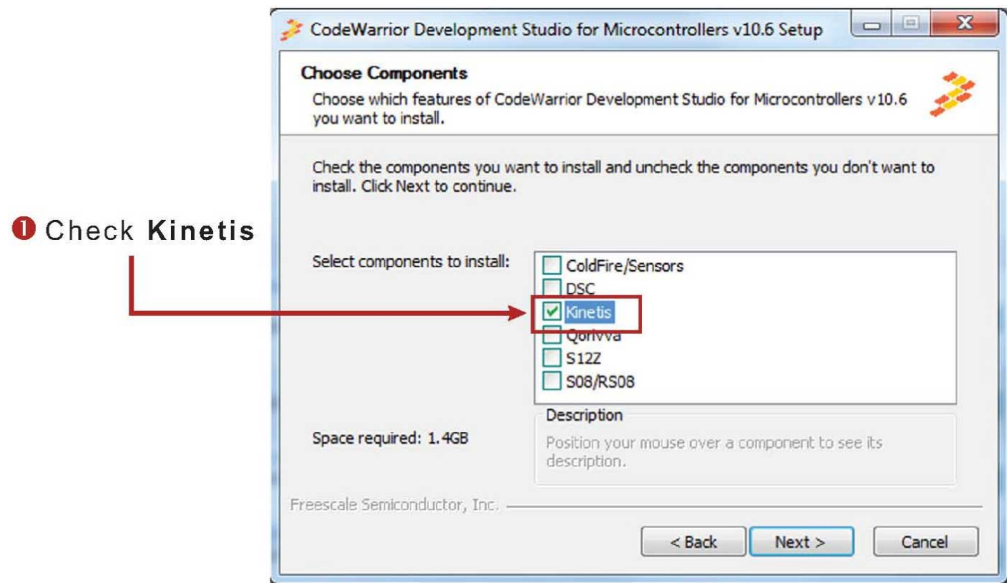 CodeWarrior Development Studio for Microcontrollers v10.6 Setup
Choose Components
Choose which features of CodeWarrior Development Studio for Microcontrollers v10.6
you want to install.
Check the components you want to install and uncheck the components you don't want to
install. Click Next to continue.
❶ Check Kinetis
Select components to install:
ColdFire/Sensors
DSC
Kinetis
Qorivva
S12Z
S08/RS08
Space required: 1.4GB
Description
Position your mouse over a component to see its
description.
Freescale Semiconductor, Inc.
< Back Next > Cancel